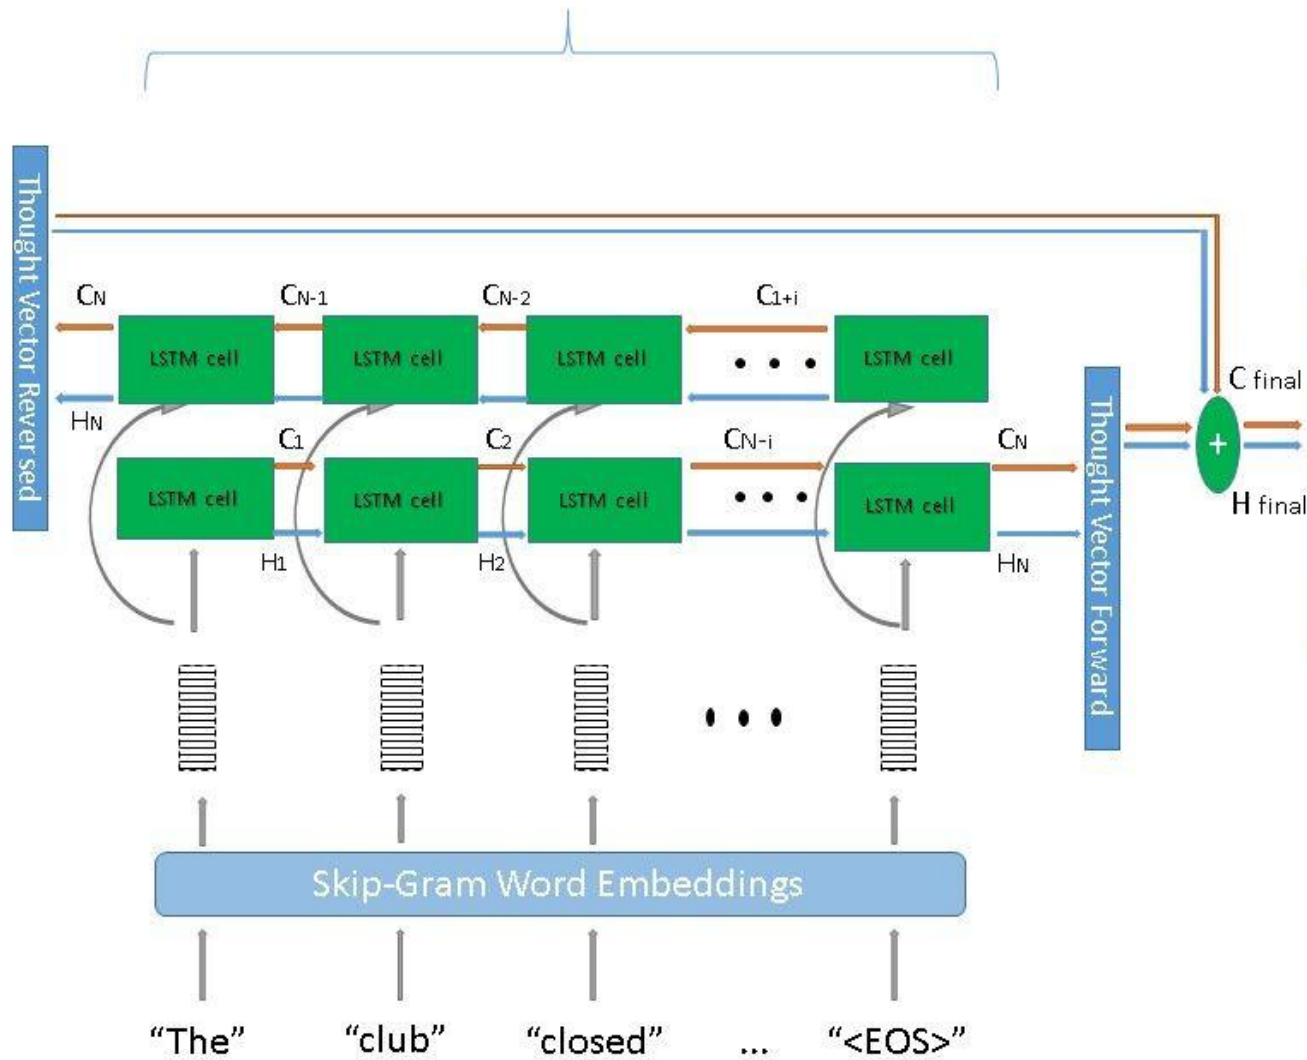 Thought Vector Reversed
CN
CN-1
CN-2
C1+i
LSTM cell
LSTM cell
LSTM cell
. . .
LSTM cell
HN
C1
C2
CN-i
CN
C final
+
H final
LSTM cell
LSTM cell
LSTM cell
. . .
LSTM cell
H1
H2
HN
Thought Vector Forward
. . .
Skip-Gram Word Embeddings
“The” “club” “closed” ... “<EOS>”